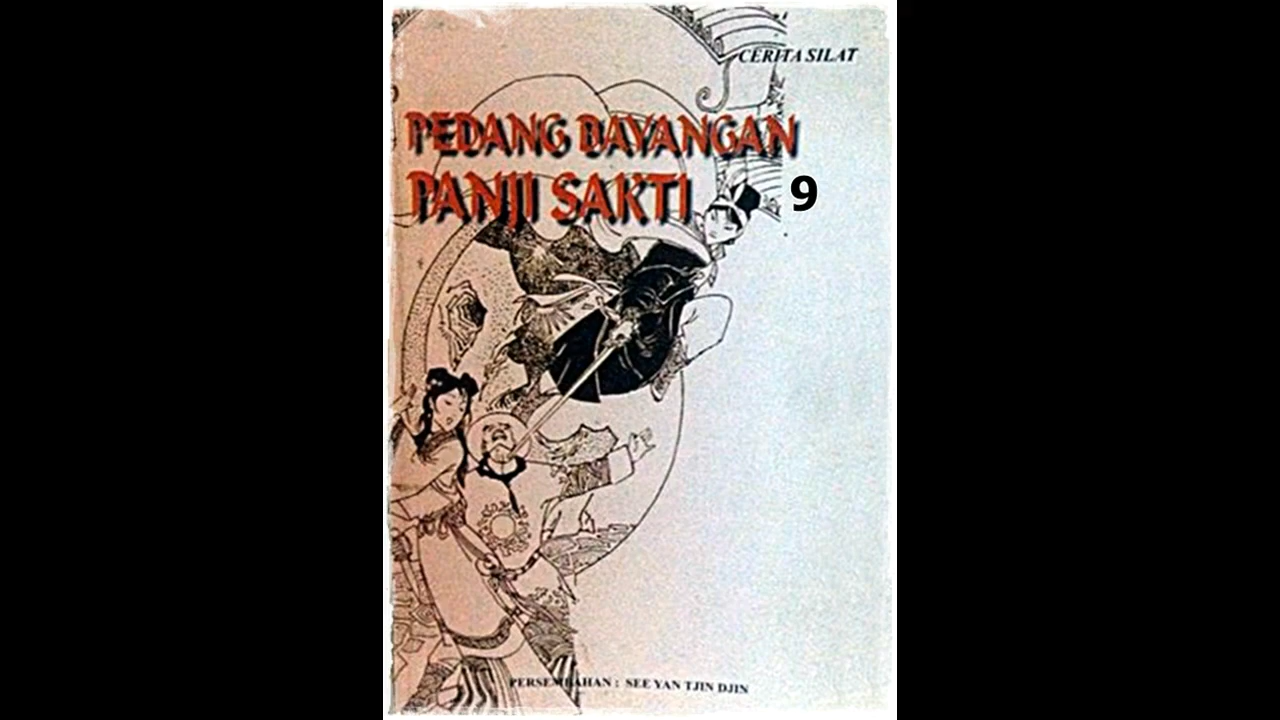 CERITA SILAT
PEDANG BAYANGAN
PANJI SAKTI 9
PERSEMBAHAN : SEE YAN TJIN DJIN